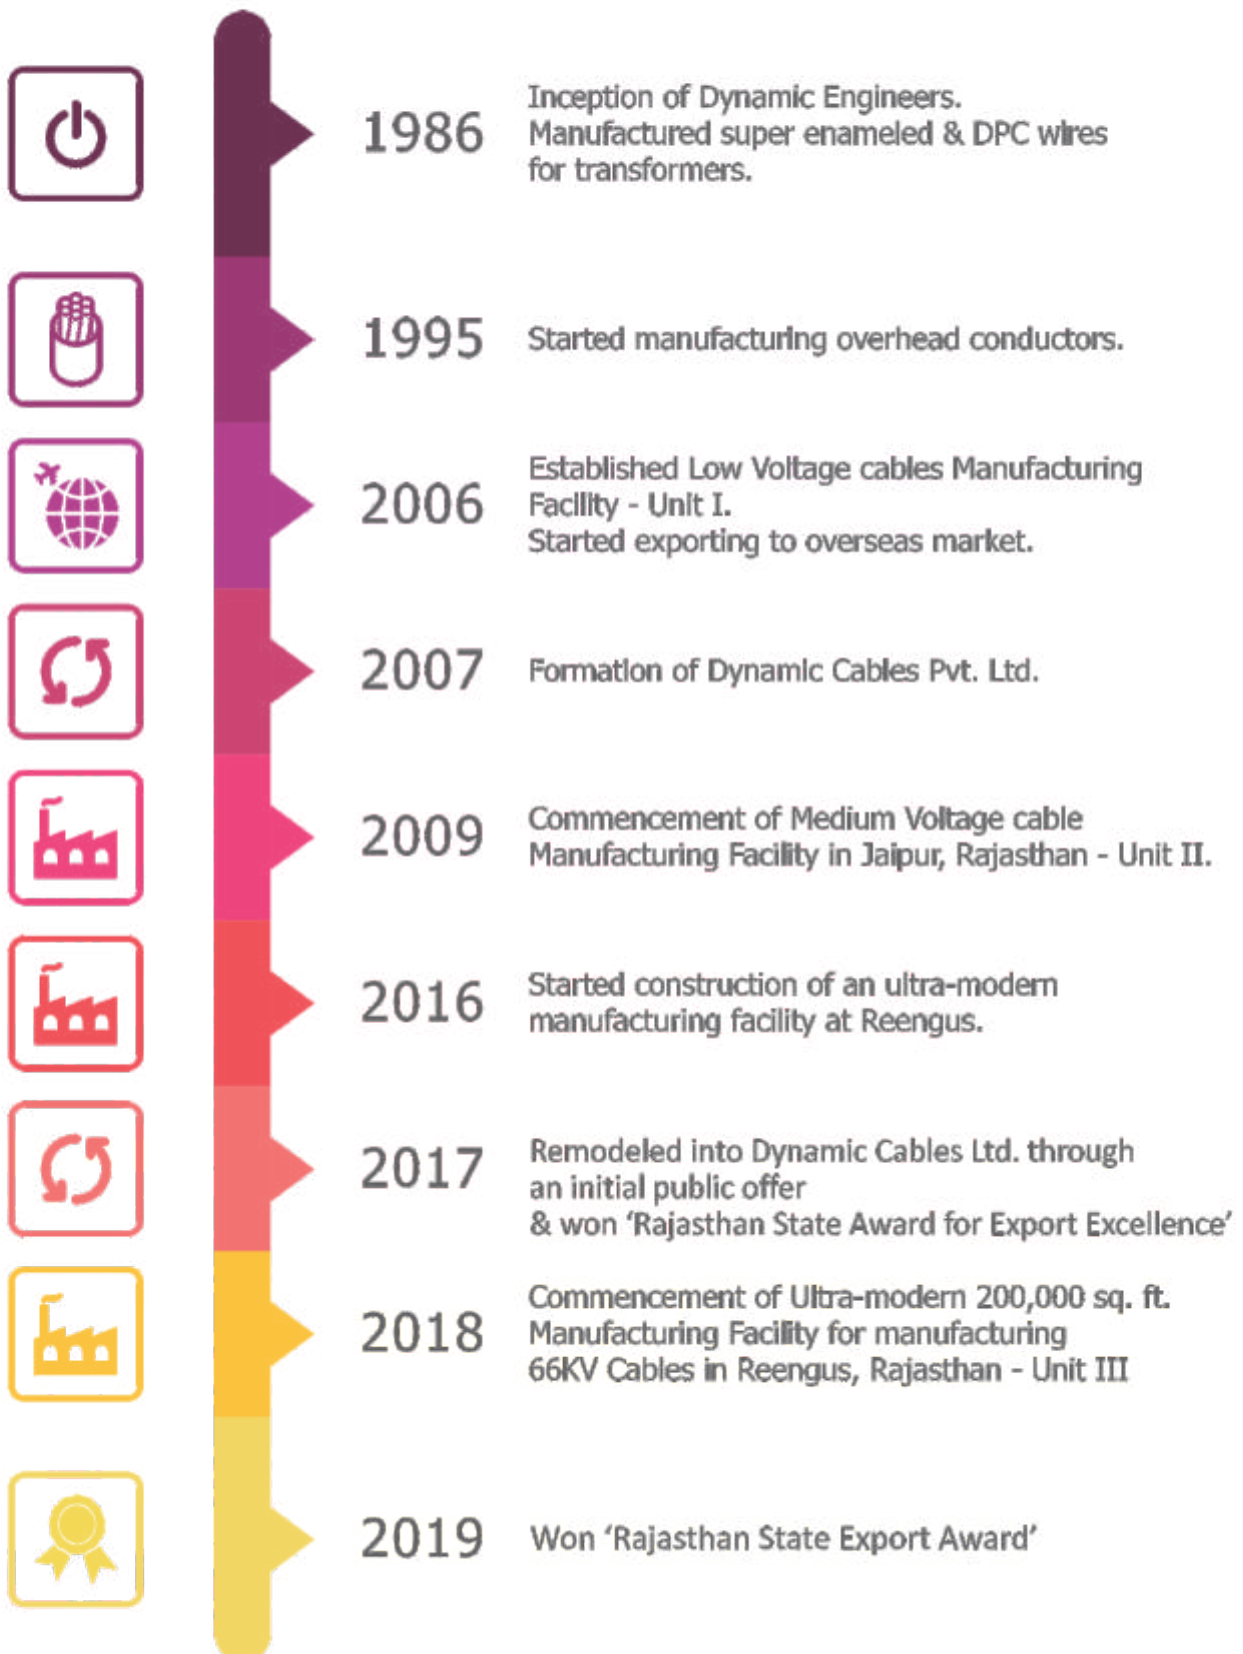 1986
Inception of Dynamic Engineers.
Manufactured super enameled & DPC wires
for transformers.
1995
Started manufacturing overhead conductors.
2006
Established Low Voltage cables Manufacturing
Facility - Unit I.
Started exporting to overseas market.
2007
Formation of Dynamic Cables Pvt. Ltd.
2009
Commencement of Medium Voltage cable
Manufacturing Facility in Jaipur, Rajasthan - Unit II.
2016
Started construction of an ultra-modern
manufacturing facility at Reengus.
2017
Remodeled into Dynamic Cables Ltd. through
an initial public offer
& won ‘Rajasthan State Award for Export Excellence’
2018
Commencement of Ultra-modern 200,000 sq. ft.
Manufacturing Facility for manufacturing
66KV Cables in Reengus, Rajasthan - Unit III
2019
Won ‘Rajasthan State Export Award’